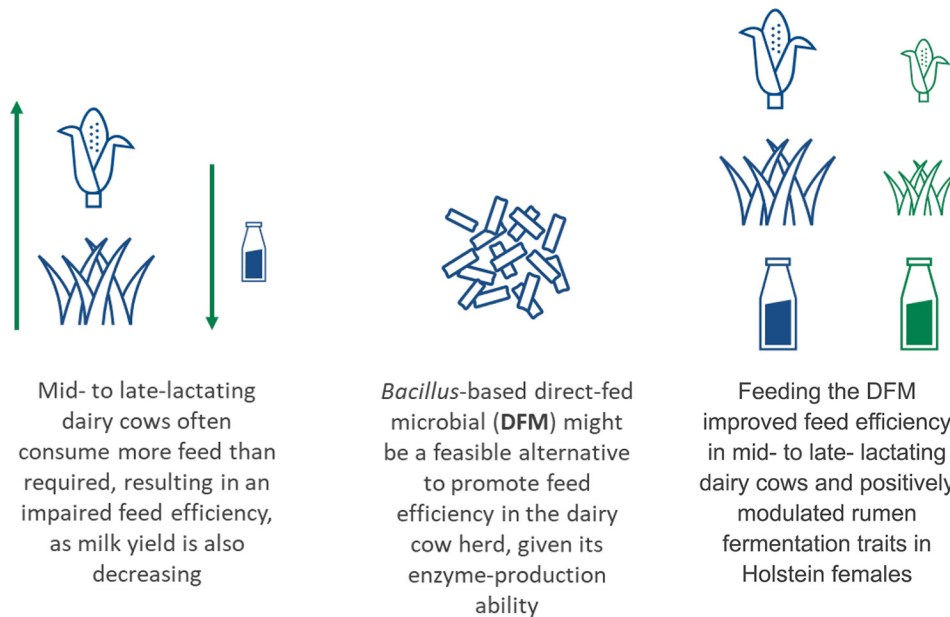 Mid- to late-lactating
dairy cows often
consume more feed than
required, resulting in an
impaired feed efficiency,
as milk yield is also
decreasing
Bacillus-based direct-fed
microbial (DFM) might
be a feasible alternative
to promote feed
efficiency in the dairy
cow herd, given its
enzyme-production
ability
Feeding the DFM
improved feed efficiency
in mid- to late- lactating
dairy cows and positively
modulated rumen
fermentation traits in
Holstein females